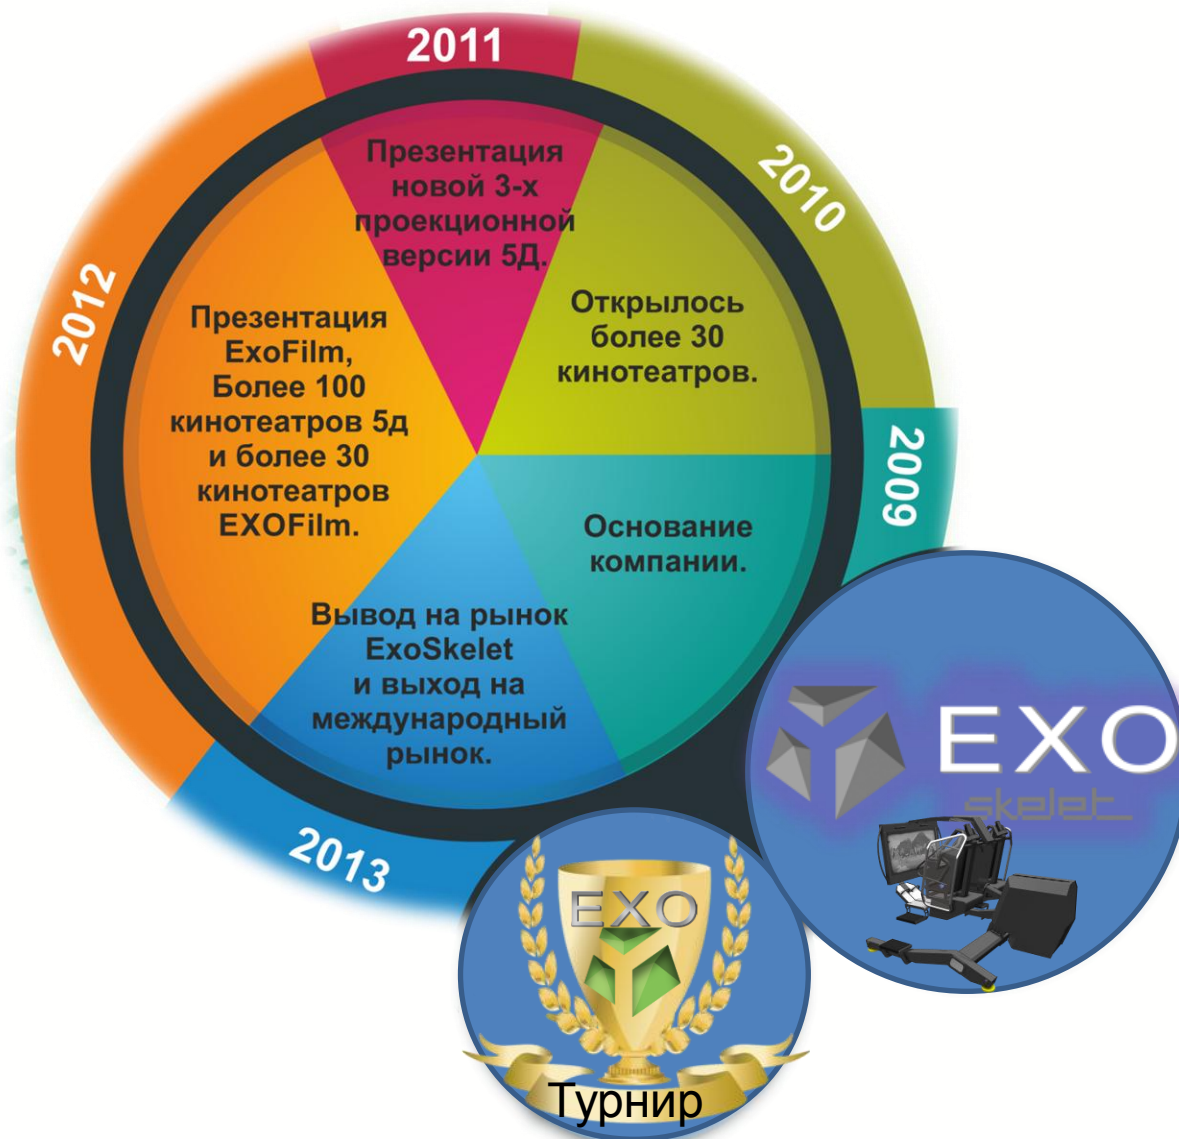 2011
Презентация
новой 3-х
проекционной
версии 5Д.
2010
Открылось
более 30
кинотеатров.
2012
Презентация
ExoFilm,
Более 100
кинотеатров 5д
и более 30
кинотеатров
EXOFilm.
2009
Основание
компании.
Вывод на рынок
ExoSkelet
и выход на
международный
рынок.
2013
EXO
skelet
EXO
Турнир